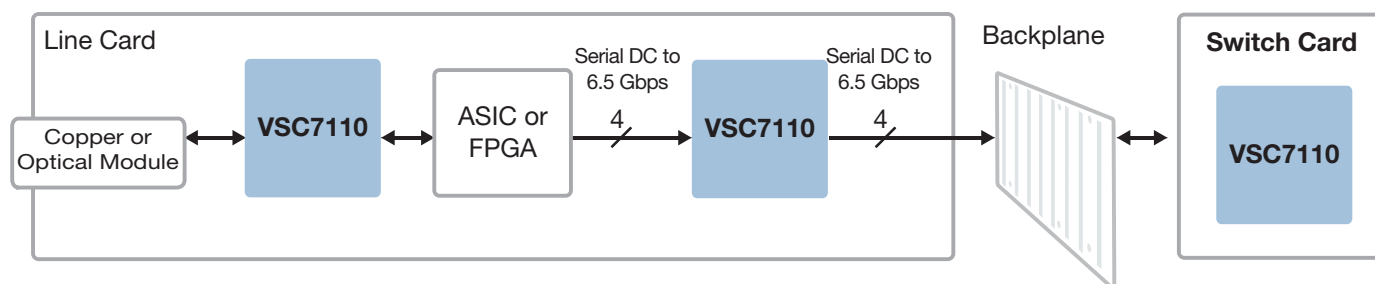 Line Card
Copper or
Optical Module
VSC7110
ASIC or
FPGA
Serial DC to
6.5 Gbps
4
VSC7110
Serial DC to
6.5 Gbps
4
Backplane
Switch Card
VSC7110